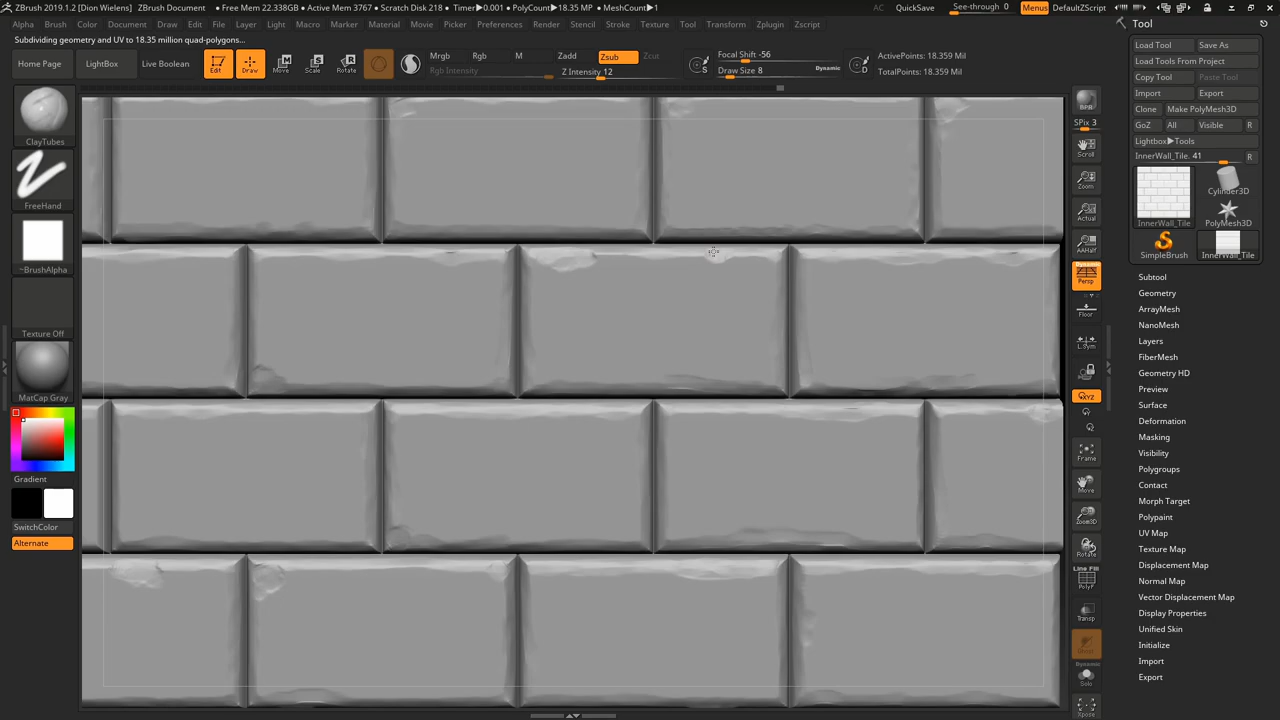 ZBrush 2019.1.2 [Dion Wielens]    ZBrush Document    • Free Mem 22.338GB • Active Mem 3767 • Scratch Disk 218 • Timer▶0.001 • PolyCount▶18.35 MP • MeshCount▶1
AC QuickSave See-through 0 Menus DefaultZScript
Alpha Brush Color Document Draw Edit File Layer Light Macro Marker Material Movie Picker Preferences Render Stencil Stroke Texture Tool Transform Zplugin Zscript
Subdividing geometry and UV to 18.35 million quad-polygons...
Home Page LightBox Live Boolean
Edit Draw Move Scale Rotate
Mrgb Rgb M Zadd Zsub Zcut
Rgb Intensity Z Intensity 12
Focal Shift -56
Draw Size 8 Dynamic
S
D
ActivePoints: 18.359 Mil
TotalPoints: 18.359 Mil
ClayTubes
FreeHand
~BrushAlpha
Texture Off
MatCap Gray
Gradient
SwitchColor
Alternate
BPR
SPix 3
Scroll
Zoom
Actual
AAHalf
Dynamic
Persp
Floor
L.Sym
XYZ
Frame
Move
Zoom3D
Rotate
Line Fill
PolyF
Transp
Ghost
Dynamic
Solo
Xpose
Tool
Load Tool Save As
Load Tools From Project
Copy Tool Paste Tool
Import Export
Clone Make PolyMesh3D
GoZ All Visible R
Lightbox▶Tools
InnerWall_Tile. 41 R
InnerWall_Tile Cylinder3D
PolyMesh3D
SimpleBrush InnerWall_Tile
Subtool
Geometry
ArrayMesh
NanoMesh
Layers
FiberMesh
Geometry HD
Preview
Surface
Deformation
Masking
Visibility
Polygroups
Contact
Morph Target
Polypaint
UV Map
Texture Map
Displacement Map
Normal Map
Vector Displacement Map
Display Properties
Unified Skin
Initialize
Import
Export